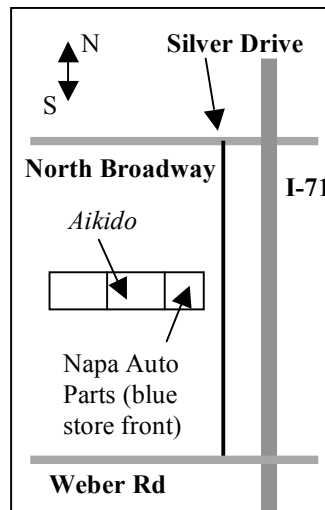 N
S
Silver Drive
North Broadway
I-71
Aikido
Napa Auto
Parts (blue
store front)
Weber Rd